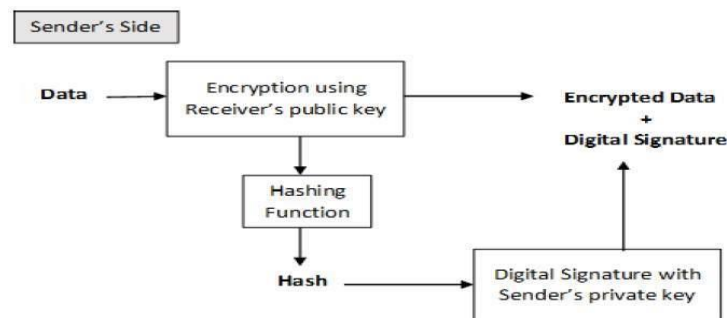 Sender's Side
Data
Encryption using
Receiver's public key
Encrypted Data
+
Digital Signature
Hashing
Function
Hash
Digital Signature with
Sender's private key